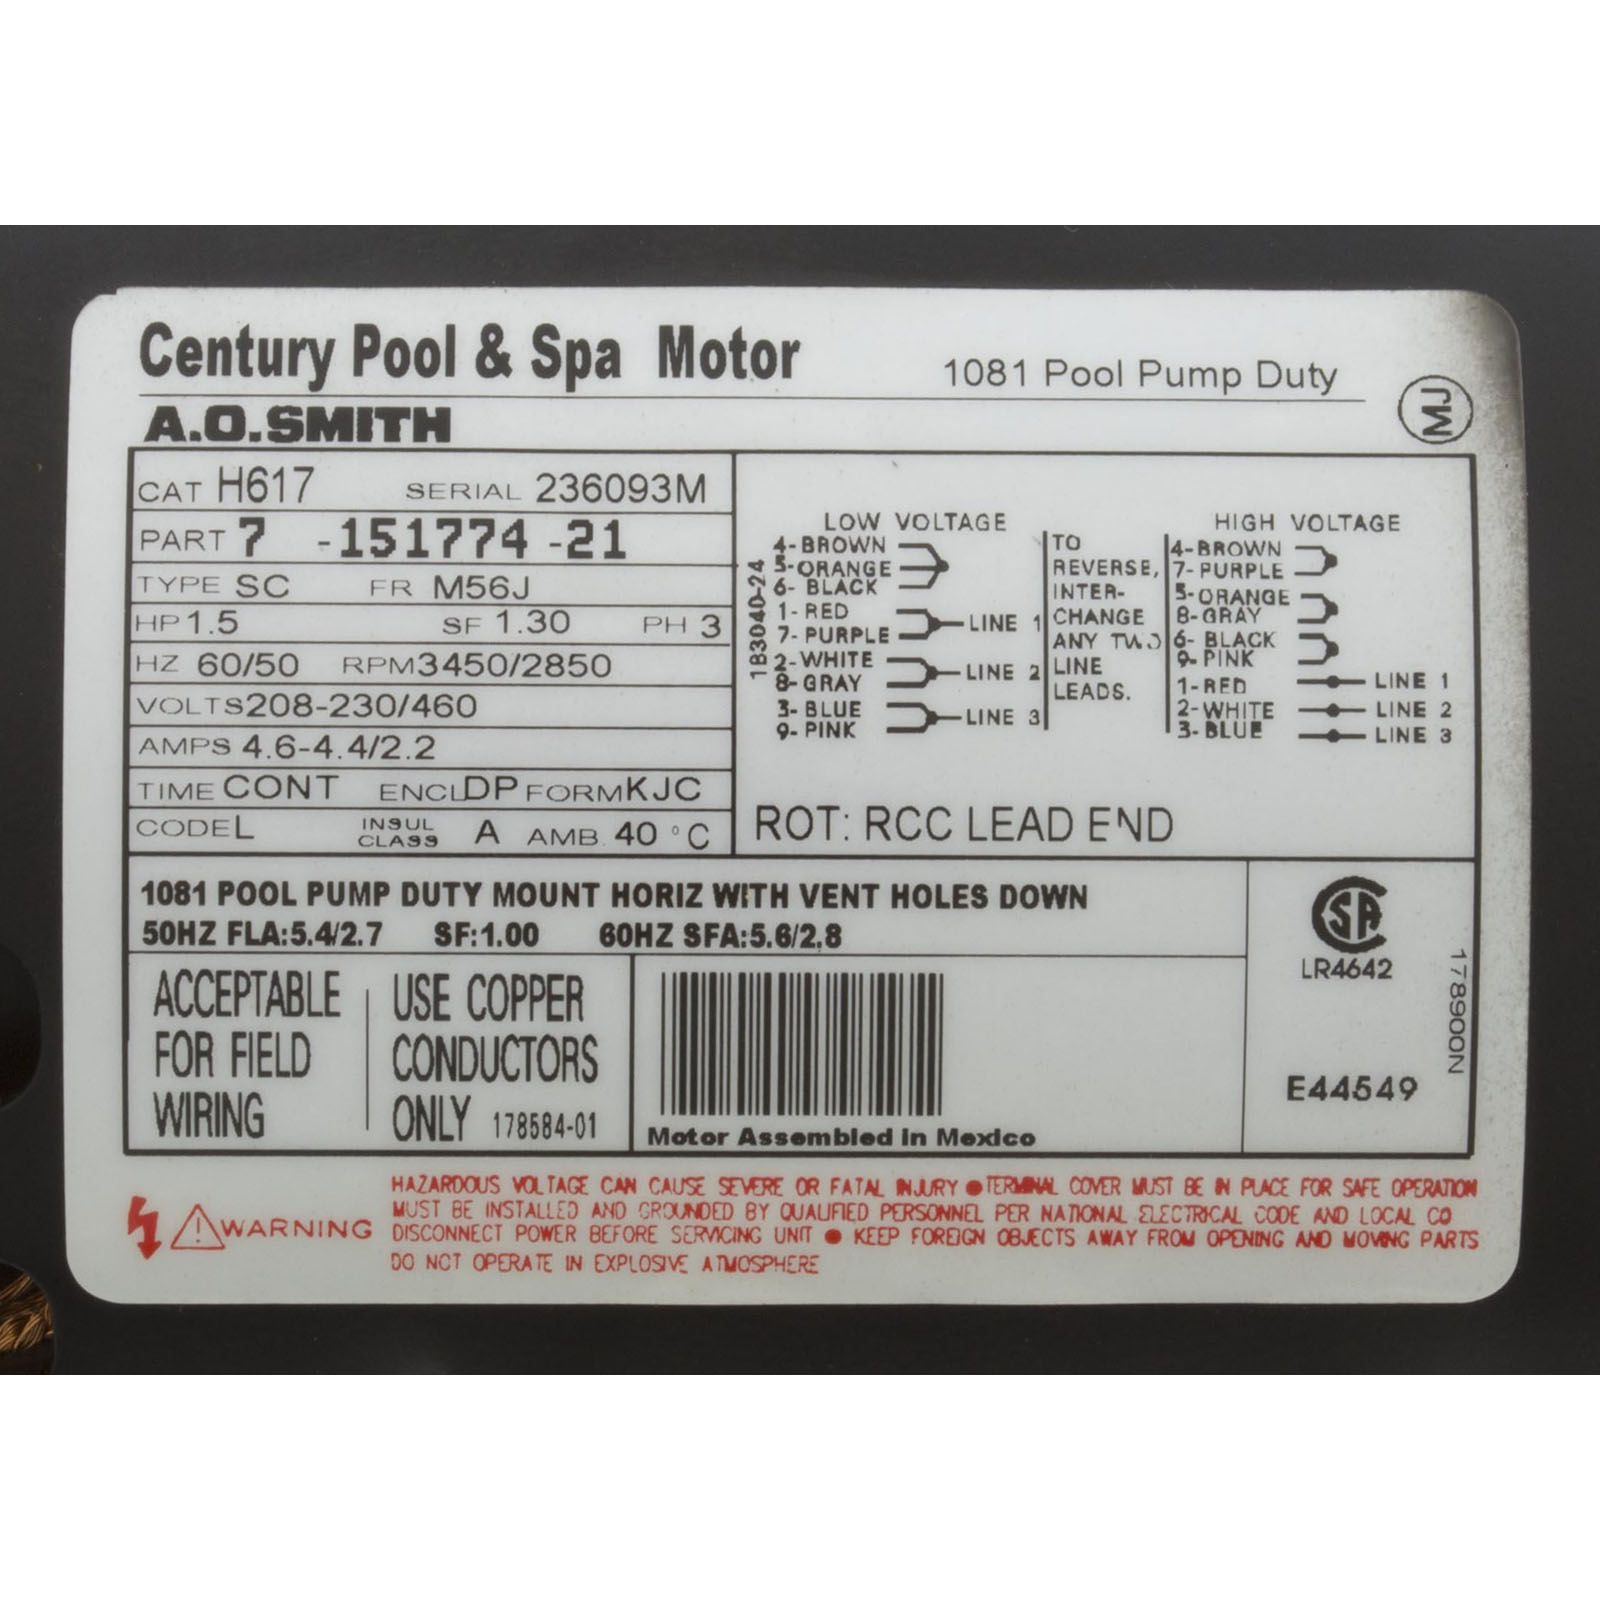 Century Pool & Spa Motor
1081 Pool Pump Duty
MJ
A.O.SMITH
CAT H617 SERIAL 236093M
PART 7 -151774 -21
TYPE SC FR M56J
HP 1.5 SF 1.30 PH 3
HZ 60/50 RPM 3450/2850
VOLTS 208-230/460
AMPS 4.6-4.4/2.2
TIME CONT ENCL DP FORM KJC
CODE L INSUL CLASS A AMB. 40 °C
1B3040-24
LOW VOLTAGE
4- BROWN
5- ORANGE
6- BLACK
1- RED
7- PURPLE
LINE 1
2- WHITE
8- GRAY
LINE 2
3- BLUE
9- PINK
LINE 3
TO
REVERSE,
INTER-
CHANGE
ANY TWO
LINE
LEADS.
HIGH VOLTAGE
4- BROWN
7- PURPLE
5- ORANGE
8- GRAY
6- BLACK
9- PINK
1- RED LINE 1
2- WHITE LINE 2
3- BLUE LINE 3
ROT: RCC LEAD END
1081 POOL PUMP DUTY MOUNT HORIZ WITH VENT HOLES DOWN
50HZ FLA:5.4/2.7 SF:1.00 60HZ SFA:5.6/2.8
ACCEPTABLE
FOR FIELD
WIRING
USE COPPER
CONDUCTORS
ONLY 178584-01
Motor Assembled in Mexico
SA
LR4642
E44549
178900N
WARNING
HAZARDOUS VOLTAGE CAN CAUSE SEVERE OR FATAL INJURY ● TERMINAL COVER MUST BE IN PLACE FOR SAFE OPERATION
MUST BE INSTALLED AND GROUNDED BY QUALIFIED PERSONNEL PER NATIONAL ELECTRICAL CODE AND LOCAL CO
DISCONNECT POWER BEFORE SERVICING UNIT ● KEEP FOREIGN OBJECTS AWAY FROM OPENING AND MOVING PARTS
DO NOT OPERATE IN EXPLOSIVE ATMOSPHERE